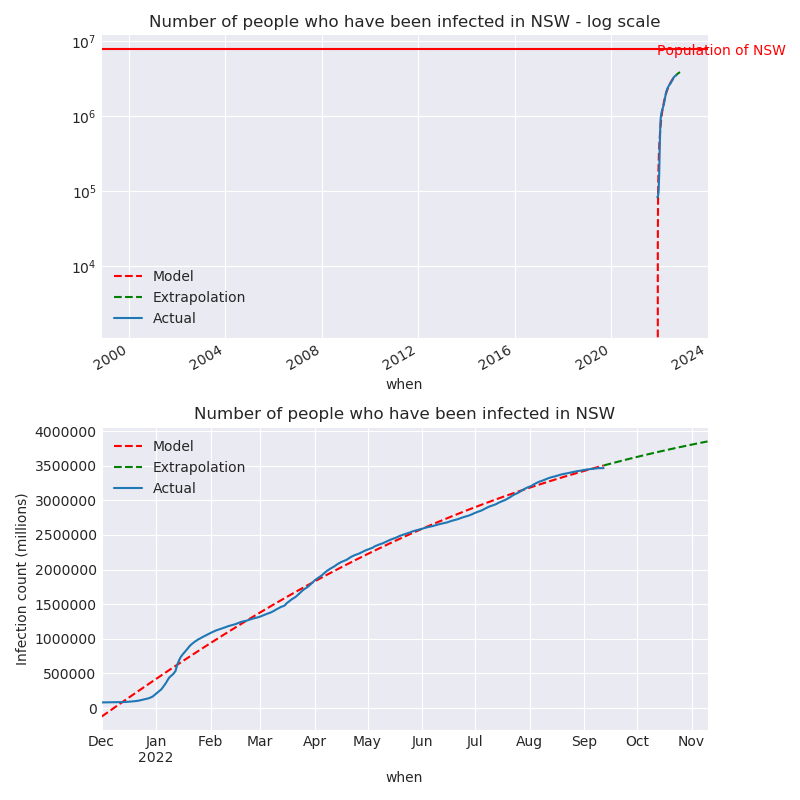 Number of people who have been infected in NSW - log scale
10^7
Population of NSW
10^6
10^5
10^4
Model
Extrapolation
Actual
2000 2004 2008 2012 2016 2020 2024
when
Number of people who have been infected in NSW
Infection count (millions)
4000000
3500000
3000000
2500000
2000000
1500000
1000000
500000
0
Model
Extrapolation
Actual
Dec Jan Feb Mar Apr May Jun Jul Aug Sep Oct Nov
2022
when